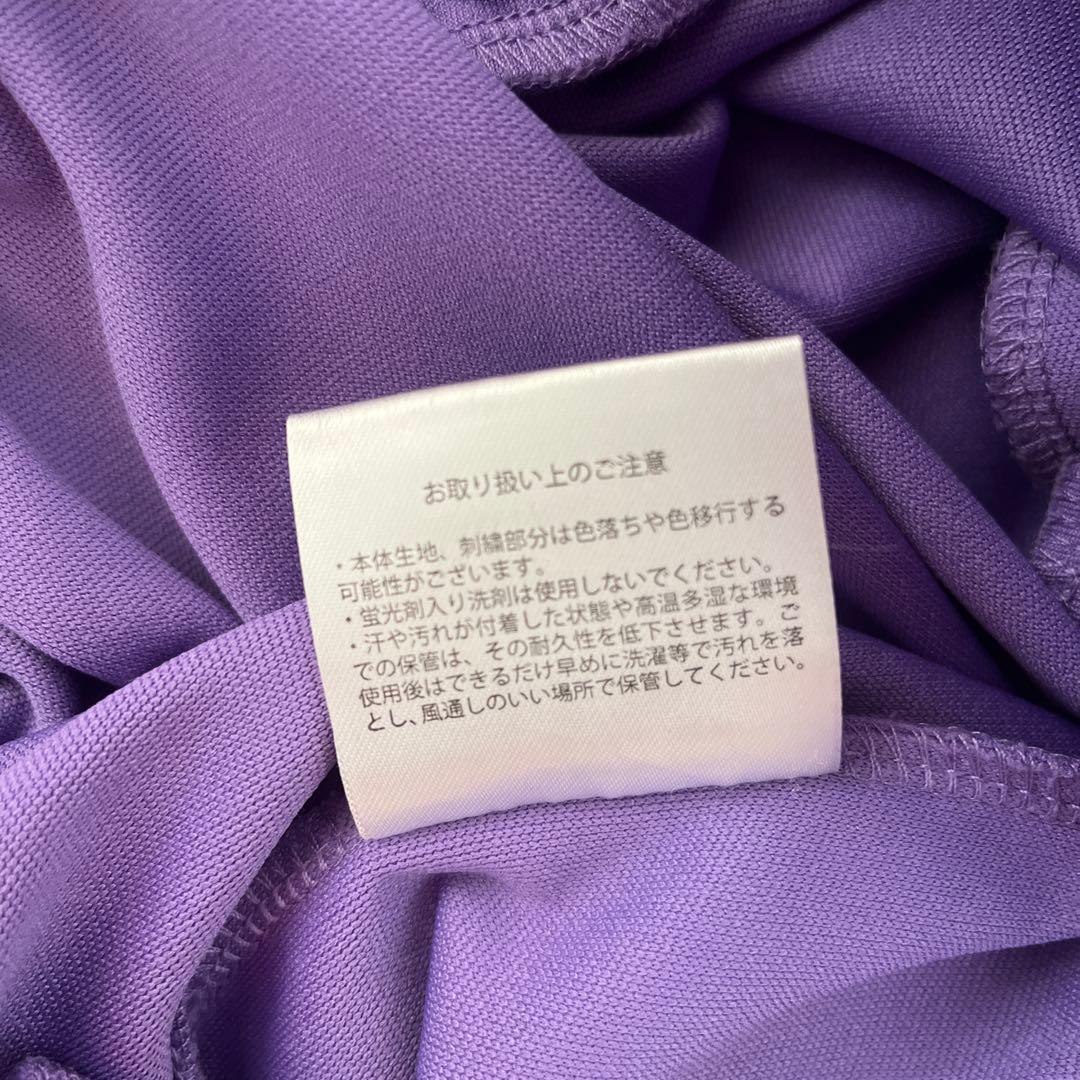 お取り扱い上のご注意
・本体生地、刺繍部分は色落ちや色移行する
可能性がございます。
・蛍光剤入り洗剤は使用しないでください。
・汗や汚れが付着した状態や高温多湿な環境
での保管は、その耐久性を低下させます。ご
使用後はできるだけ早めに洗濯等で汚れを落
とし、風通しのいい場所で保管してください。